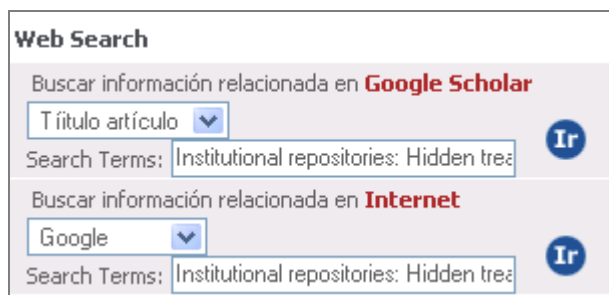 Web Search
Buscar información relacionada en Google Scholar
Tíitulo artículo
Ir
Search Terms: Institutional repositories: Hidden trea
Buscar información relacionada en Internet
Google
Ir
Search Terms: Institutional repositories: Hidden trea